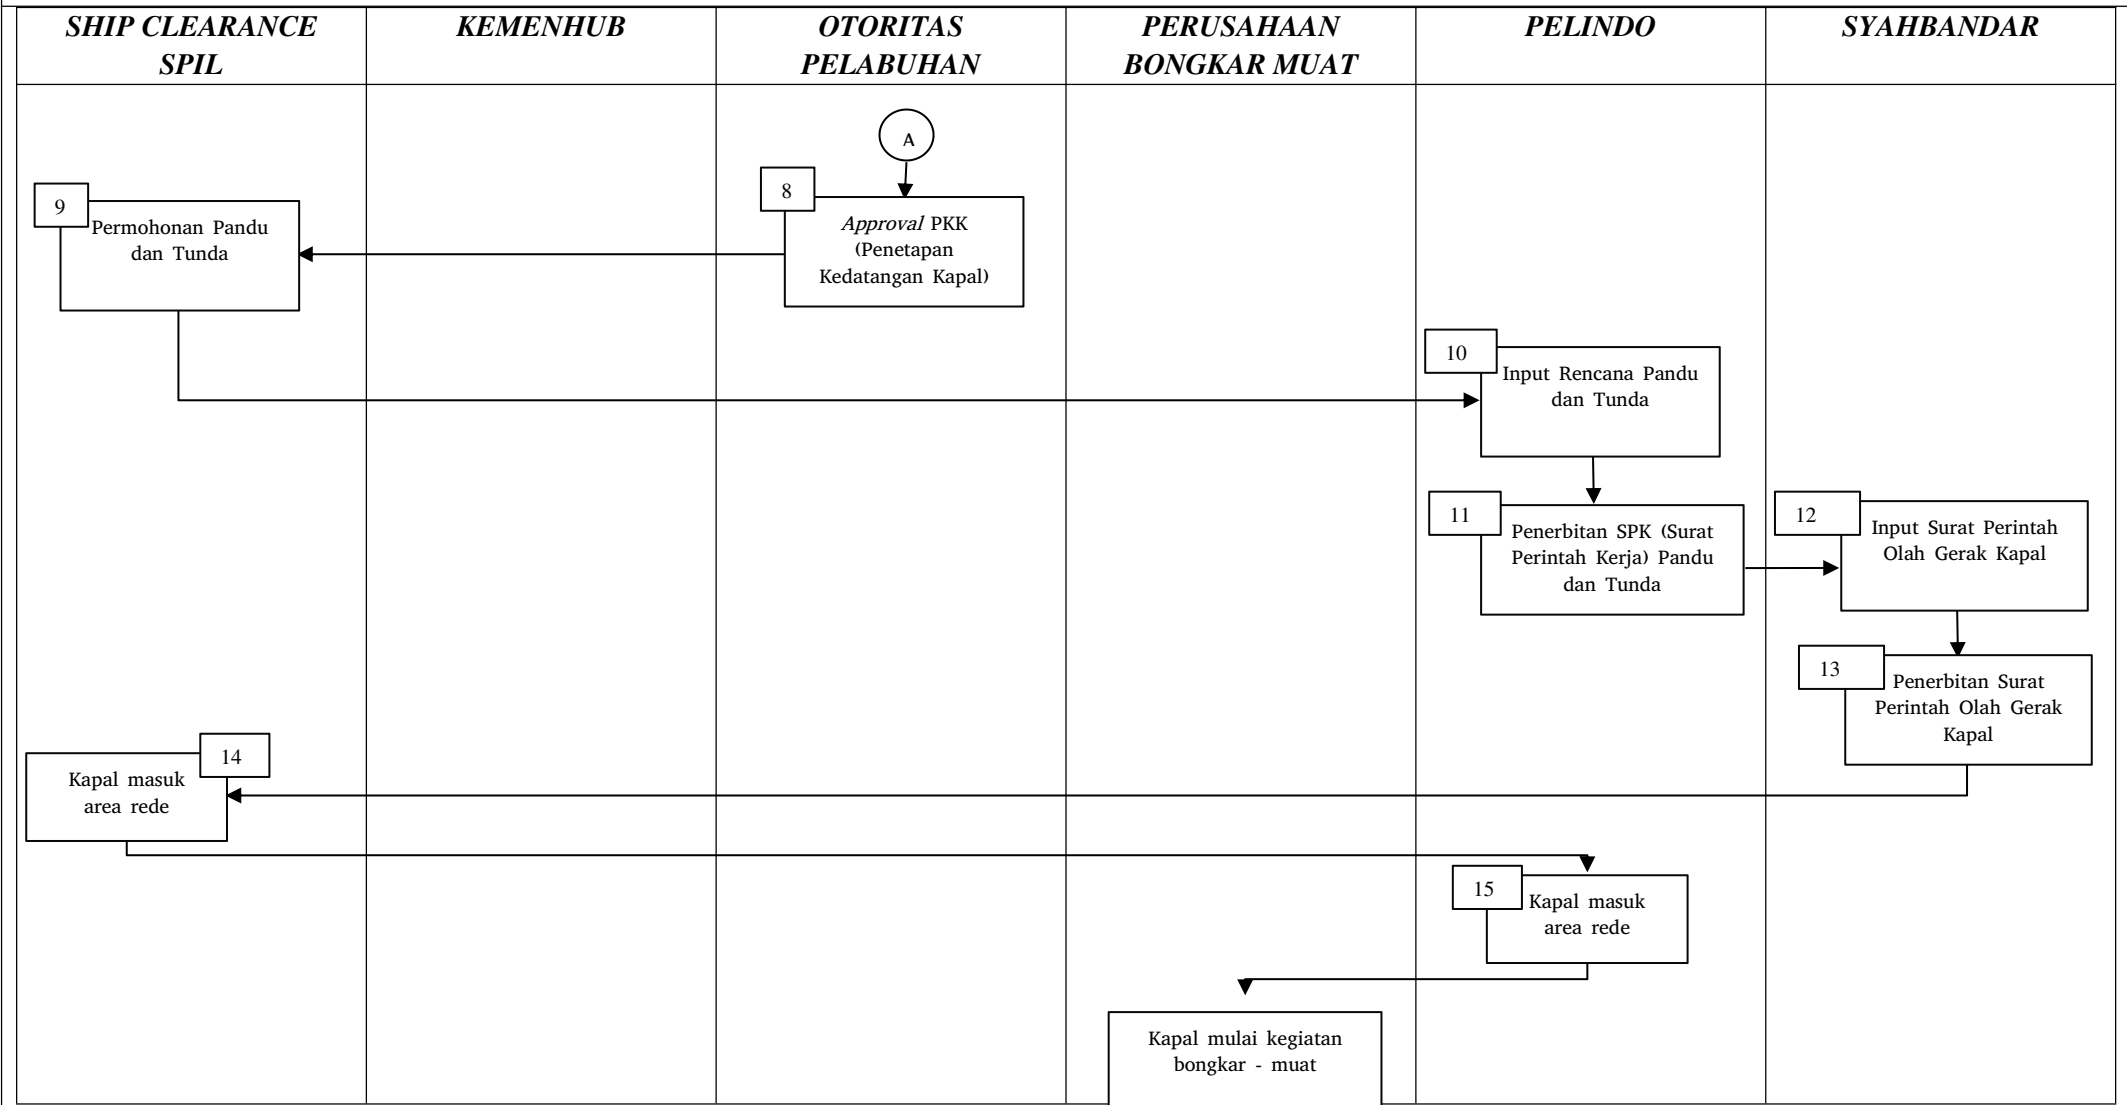 SHIP CLEARANCE
SPIL
KEMENHUB
OTORITAS
PELABUHAN
PERUSAHAAN
BONGKAR MUAT
PELINDO
SYAHBANDAR
A
8
Approval PKK
(Penetapan
Kedatangan Kapal)
9
Permohonan Pandu
dan Tunda
10
Input Rencana Pandu
dan Tunda
11
Penerbitan SPK (Surat
Perintah Kerja) Pandu
dan Tunda
12
Input Surat Perintah
Olah Gerak Kapal
13
Penerbitan Surat
Perintah Olah Gerak
Kapal
14
Kapal masuk
area rede
15
Kapal masuk
area rede
Kapal mulai kegiatan
bongkar - muat